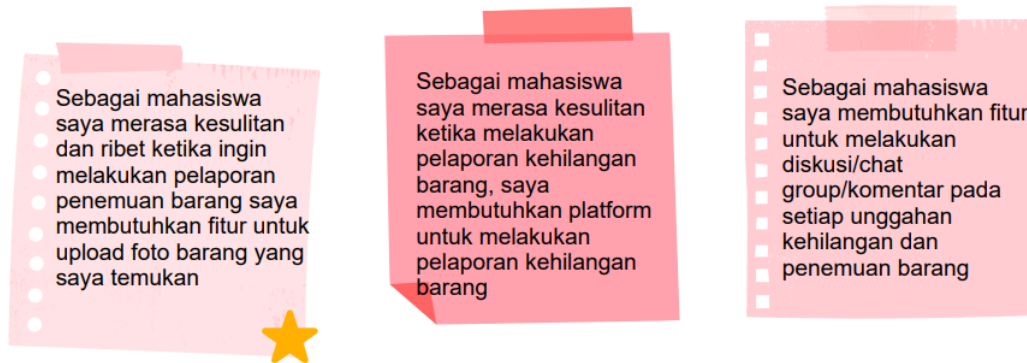 Sebagai mahasiswa
saya merasa kesulitan
dan ribet ketika ingin
melakukan pelaporan
penemuan barang saya
membutuhkan fitur untuk
upload foto barang yang
saya temukan
Sebagai mahasiswa
saya merasa kesulitan
ketika melakukan
pelaporan kehilangan
barang, saya
membutuhkan platform
untuk melakukan
pelaporan kehilangan
barang
Sebagai mahasiswa
saya membutuhkan fitur
untuk melakukan
diskusi/chat
group/komentar pada
setiap unggahan
kehilangan dan
penemuan barang